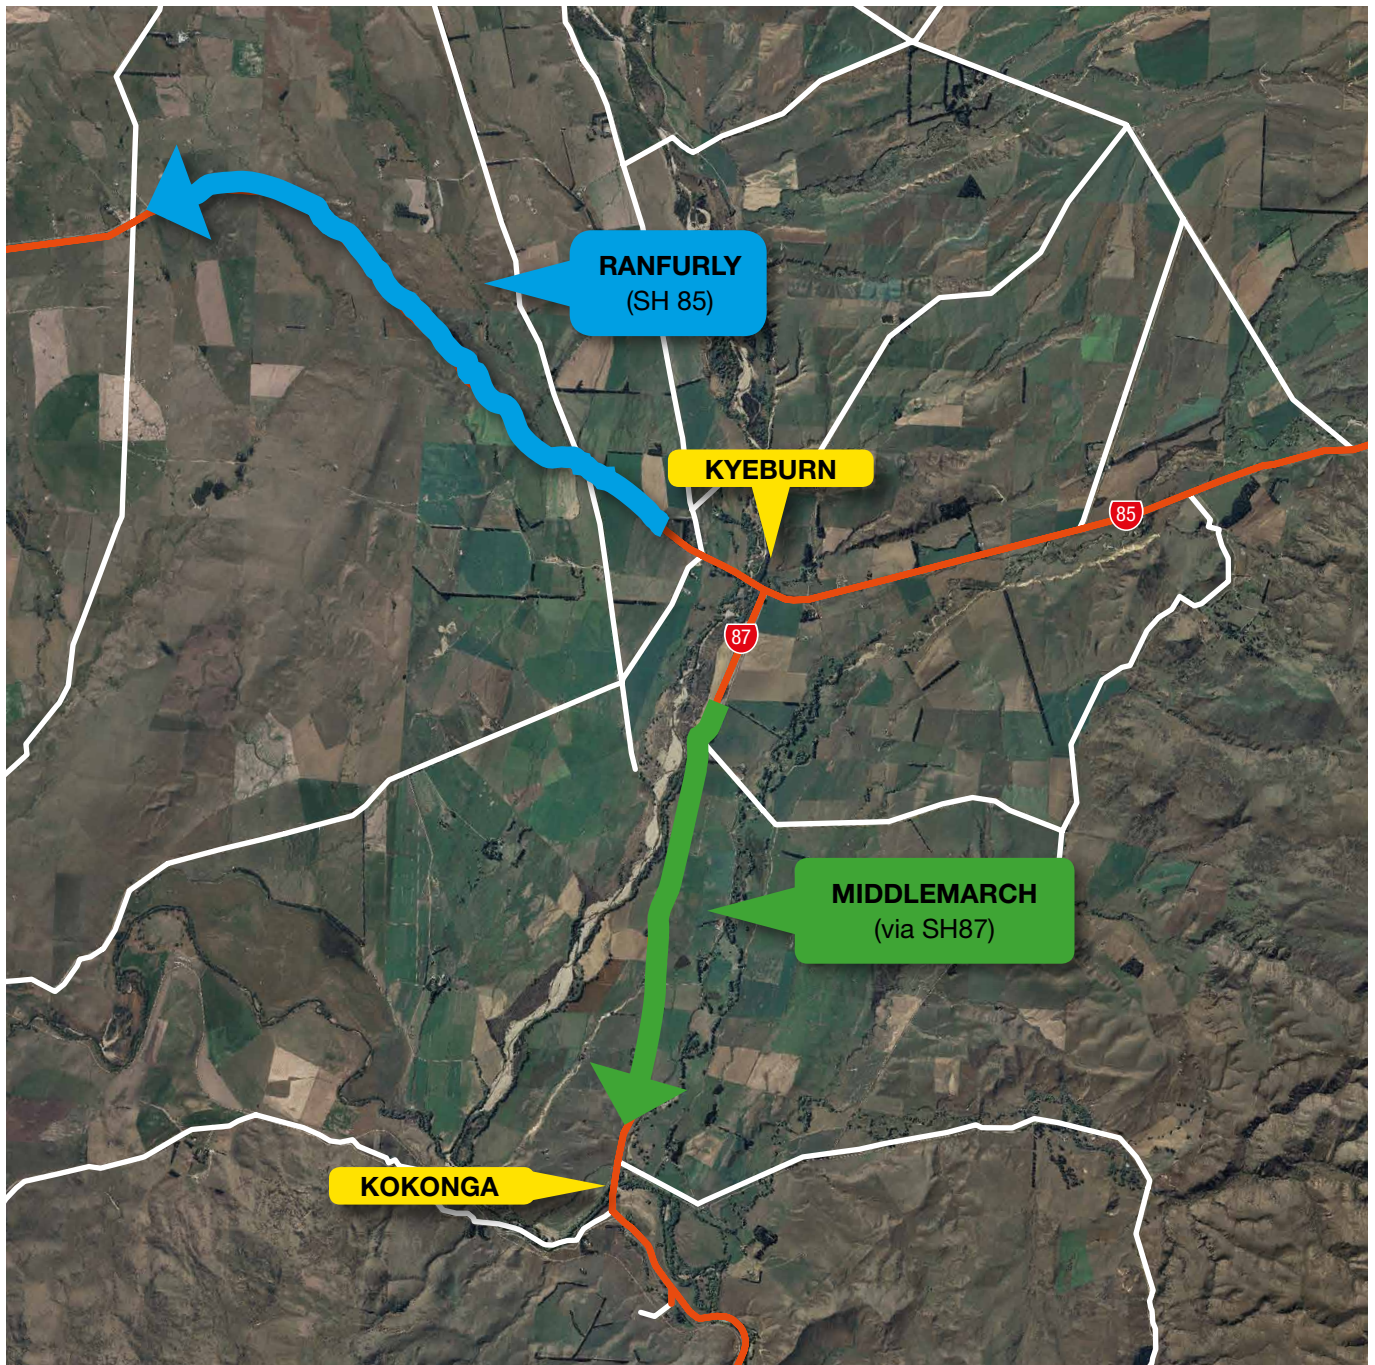 RANFURLY
(SH 85)
KYEBURN
85
87
MIDDLEMARCH
(via SH87)
KOKONGA